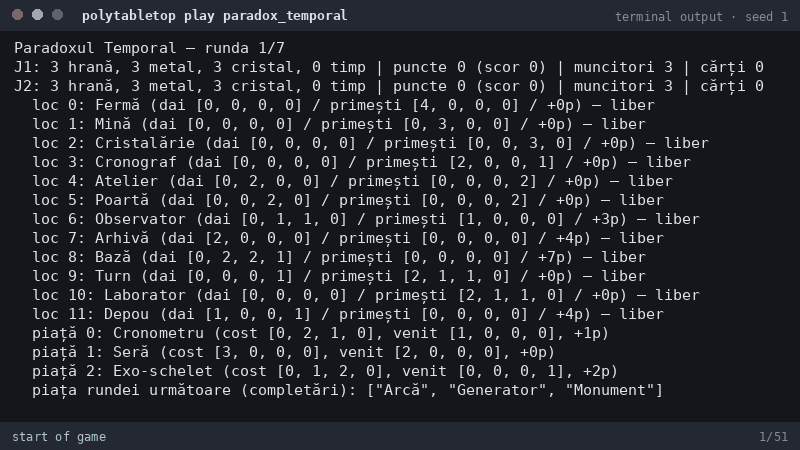 polytabletop play paradox_temporal
terminal output · seed 1
Paradoxul Temporal — runda 1/7
J1: 3 hrană, 3 metal, 3 cristal, 0 timp | puncte 0 (scor 0) | muncitori 3 | cărți 0
J2: 3 hrană, 3 metal, 3 cristal, 0 timp | puncte 0 (scor 0) | muncitori 3 | cărți 0
loc 0: Fermă (dai [0, 0, 0, 0] / primești [4, 0, 0, 0] / +0p) — liber
loc 1: Mină (dai [0, 0, 0, 0] / primești [0, 3, 0, 0] / +0p) — liber
loc 2: Cristalărie (dai [0, 0, 0, 0] / primești [0, 0, 3, 0] / +0p) — liber
loc 3: Cronograf (dai [0, 0, 0, 0] / primești [2, 0, 0, 1] / +0p) — liber
loc 4: Atelier (dai [0, 2, 0, 0] / primești [0, 0, 0, 2] / +0p) — liber
loc 5: Poartă (dai [0, 0, 2, 0] / primești [0, 0, 0, 2] / +0p) — liber
loc 6: Observator (dai [0, 1, 1, 0] / primești [1, 0, 0, 0] / +3p) — liber
loc 7: Arhivă (dai [2, 0, 0, 0] / primești [0, 0, 0, 0] / +4p) — liber
loc 8: Bază (dai [0, 2, 2, 1] / primești [0, 0, 0, 0] / +7p) — liber
loc 9: Turn (dai [0, 0, 0, 1] / primești [2, 1, 1, 0] / +0p) — liber
loc 10: Laborator (dai [0, 0, 0, 0] / primești [2, 1, 1, 0] / +0p) — liber
loc 11: Depou (dai [1, 0, 0, 1] / primești [0, 0, 0, 0] / +4p) — liber
piață 0: Cronometru (cost [0, 2, 1, 0], venit [1, 0, 0, 0], +1p)
piață 1: Seră (cost [3, 0, 0, 0], venit [2, 0, 0, 0], +0p)
piață 2: Exo-schelet (cost [0, 1, 2, 0], venit [0, 0, 0, 1], +2p)
piața rundei următoare (completări): ["Arcă", "Generator", "Monument"]
start of game
1/51